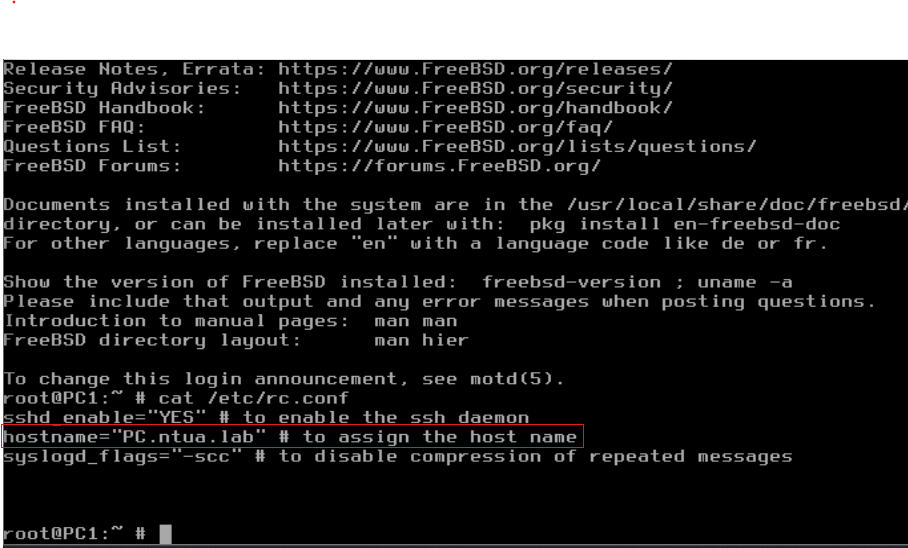 Release Notes, Errata: https://www.FreeBSD.org/releases/
Security Advisories:   https://www.FreeBSD.org/security/
FreeBSD Handbook:      https://www.FreeBSD.org/handbook/
FreeBSD FAQ:           https://www.FreeBSD.org/faq/
Questions List:        https://www.FreeBSD.org/lists/questions/
FreeBSD Forums:        https://forums.FreeBSD.org/

Documents installed with the system are in the /usr/local/share/doc/freebsd/
directory, or can be installed later with:  pkg install en-freebsd-doc
For other languages, replace "en" with a language code like de or fr.

Show the version of FreeBSD installed:  freebsd-version ; uname -a
Please include that output and any error messages when posting questions.
Introduction to manual pages:  man man
FreeBSD directory layout:      man hier

To change this login announcement, see motd(5).
root@PC1:~ # cat /etc/rc.conf
sshd_enable="YES" # to enable the ssh daemon
hostname="PC.ntua.lab" # to assign the host name
syslogd_flags="-scc" # to disable compression of repeated messages

root@PC1:~ #